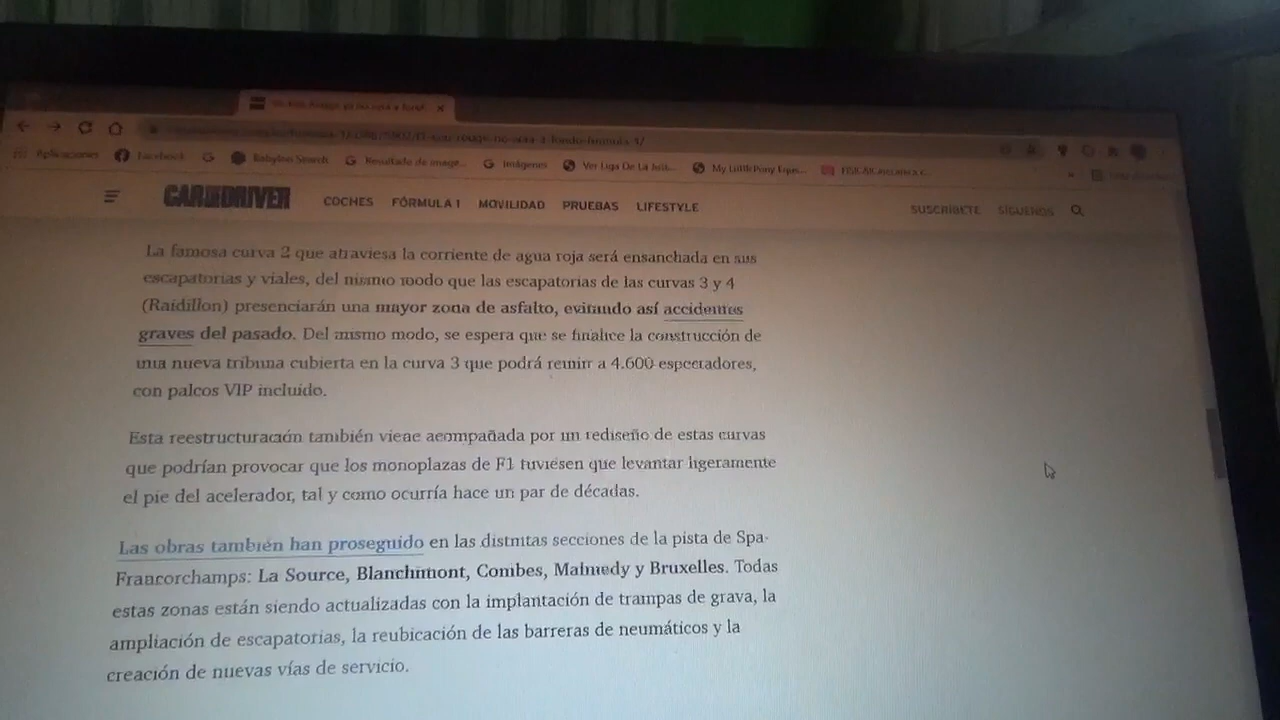 Aplicaciones Facebook G Babylon Search Resultado de image... Imágenes Ver Liga De La Just... My Little Pony Eques...
CAR AND DRIVER COCHES FÓRMULA 1 MOVILIDAD PRUEBAS LIFESTYLE SUSCRÍBETE SÍGUENOS
La famosa curva 2 que atraviesa la corriente de agua roja será ensanchada en sus
escapatorias y viales, del mismo modo que las escapatorias de las curvas 3 y 4
(Raidillon) presenciarán una mayor zona de asfalto, evitando así accidentes
graves del pasado. Del mismo modo, se espera que se finalice la construcción de
una nueva tribuna cubierta en la curva 3 que podrá reunir a 4.600 espectadores,
con palcos VIP incluido.
Esta reestructuración también viene acompañada por un rediseño de estas curvas
que podrían provocar que los monoplazas de F1 tuviesen que levantar ligeramente
el pie del acelerador, tal y como ocurría hace un par de décadas.
Las obras también han proseguido en las distintas secciones de la pista de Spa-
Francorchamps: La Source, Blanchimont, Combes, Malmedy y Bruxelles. Todas
estas zonas están siendo actualizadas con la implantación de trampas de grava, la
ampliación de escapatorias, la reubicación de las barreras de neumáticos y la
creación de nuevas vías de servicio.